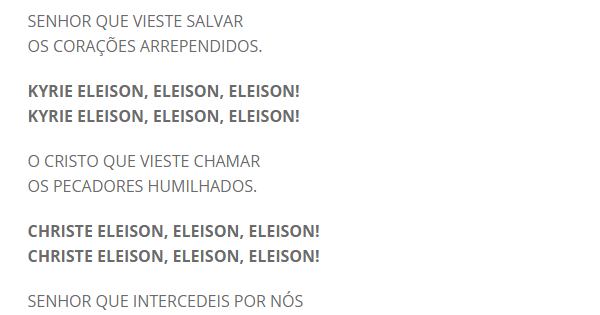 SENHOR QUE VIESTE SALVAR
OS CORAÇÕES ARREPENDIDOS.
KYRIE ELEISON, ELEISON, ELEISON!
KYRIE ELEISON, ELEISON, ELEISON!
O CRISTO QUE VIESTE CHAMAR
OS PECADORES HUMILHADOS.
CHRISTE ELEISON, ELEISON, ELEISON!
CHRISTE ELEISON, ELEISON, ELEISON!
SENHOR QUE INTERCEDEIS POR NÓS